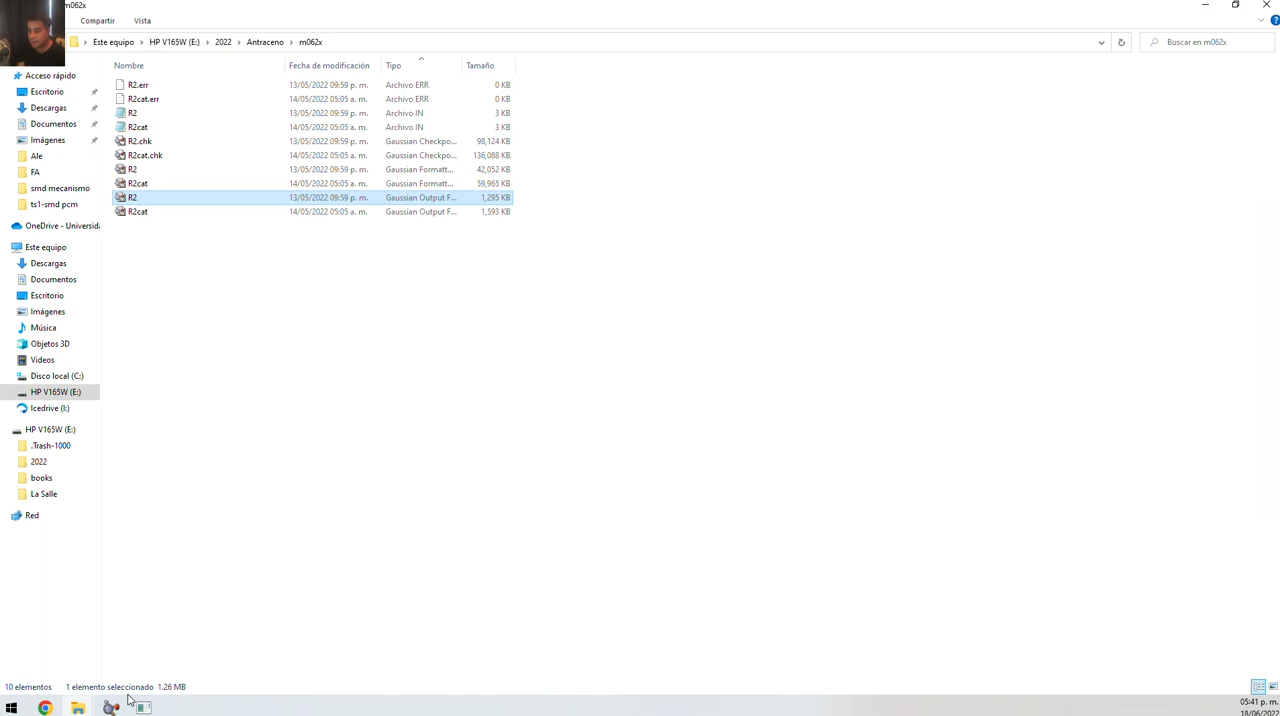 m062x
Compartir Vista
Este equipo > HP V165W (E:) > 2022 > Antraceno > m062x
Buscar en m062x
Nombre Fecha de modificación Tipo Tamaño
Acceso rápido
Escritorio
Descargas
Documentos
Imágenes
Ale
FA
smd mecanismo
ts1-smd pcm
OneDrive - Universida
Este equipo
Descargas
Documentos
Escritorio
Imágenes
Música
Objetos 3D
Videos
Disco local (C:)
HP V165W (E:)
Icedrive (I:)
HP V165W (E:)
.Trash-1000
2022
books
La Salle
Red
R2.err 13/05/2022 09:59 p. m. Archivo ERR 0 KB
R2cat.err 14/05/2022 05:05 a. m. Archivo ERR 0 KB
R2 13/05/2022 09:59 p. m. Archivo IN 3 KB
R2cat 14/05/2022 05:05 a. m. Archivo IN 3 KB
R2.chk 13/05/2022 09:59 p. m. Gaussian Checkpo... 98,124 KB
R2cat.chk 14/05/2022 05:05 a. m. Gaussian Checkpo... 136,088 KB
R2 13/05/2022 09:59 p. m. Gaussian Formatt... 42,052 KB
R2cat 14/05/2022 05:05 a. m. Gaussian Formatt... 59,965 KB
R2 13/05/2022 09:59 p. m. Gaussian Output F... 1,295 KB
R2cat 14/05/2022 05:05 a. m. Gaussian Output F... 1,593 KB
10 elementos 1 elemento seleccionado 1.26 MB
05:41 p. m.
18/06/2022